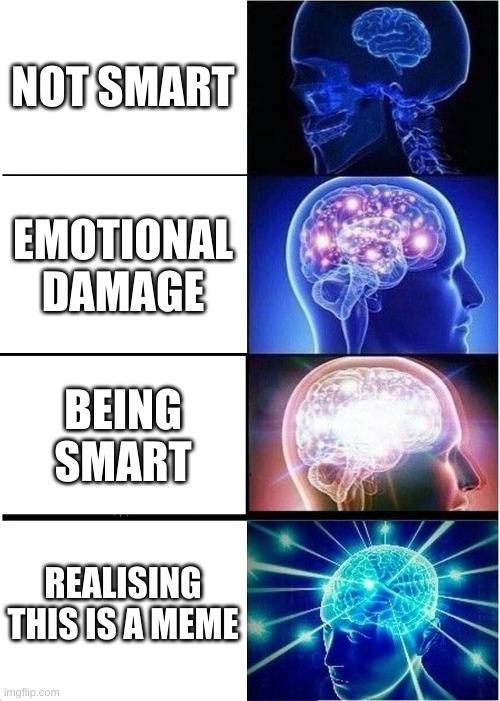 NOT SMART
EMOTIONAL
DAMAGE
BEING
SMART
REALISING
THIS IS A MEME
imgflip.com